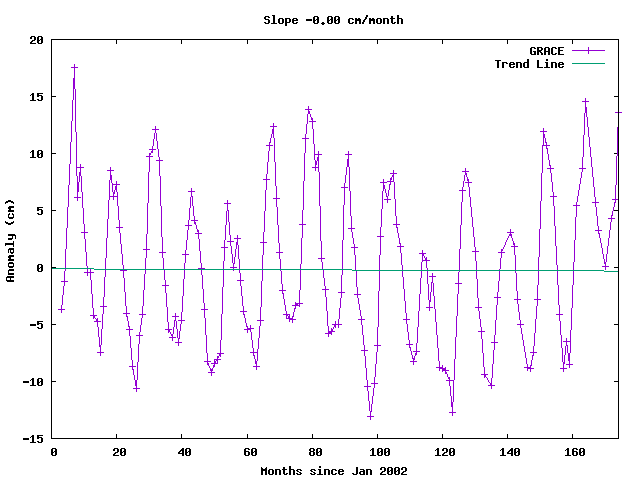 Slope -0.00 cm/month
GRACE
Trend Line
20
15
10
5
0
-5
-10
-15
Anomaly (cm)
0 20 40 60 80 100 120 140 160
Months since Jan 2002